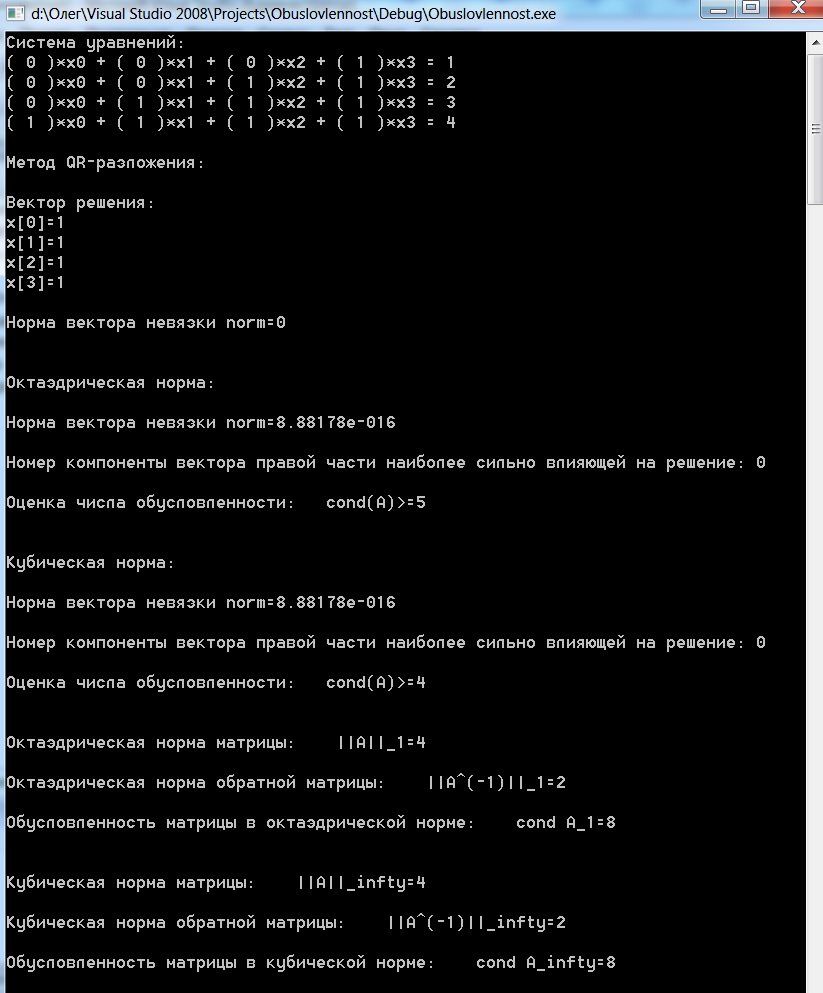 d:\Олег\Visual Studio 2008\Projects\Obuslovlennost\Debug\Obuslovlennost.exe
Система уравнений:
( 0 )*x0 + ( 0 )*x1 + ( 0 )*x2 + ( 1 )*x3 = 1
( 0 )*x0 + ( 0 )*x1 + ( 1 )*x2 + ( 1 )*x3 = 2
( 0 )*x0 + ( 1 )*x1 + ( 1 )*x2 + ( 1 )*x3 = 3
( 1 )*x0 + ( 1 )*x1 + ( 1 )*x2 + ( 1 )*x3 = 4
Метод QR-разложения:
Вектор решения:
x[0]=1
x[1]=1
x[2]=1
x[3]=1
Норма вектора невязки norm=0
Октаэдрическая норма:
Норма вектора невязки norm=8.88178e-016
Номер компоненты вектора правой части наиболее сильно влияющей на решение: 0
Оценка числа обусловленности:   cond(A)>=5
Кубическая норма:
Норма вектора невязки norm=8.88178e-016
Номер компоненты вектора правой части наиболее сильно влияющей на решение: 0
Оценка числа обусловленности:   cond(A)>=4
Октаэдрическая норма матрицы:    ||A||_1=4
Октаэдрическая норма обратной матрицы:    ||A^(-1)||_1=2
Обусловленность матрицы в октаэдрической норме:    cond A_1=8
Кубическая норма матрицы:    ||A||_infty=4
Кубическая норма обратной матрицы:    ||A^(-1)||_infty=2
Обусловленность матрицы в кубической норме:    cond A_infty=8